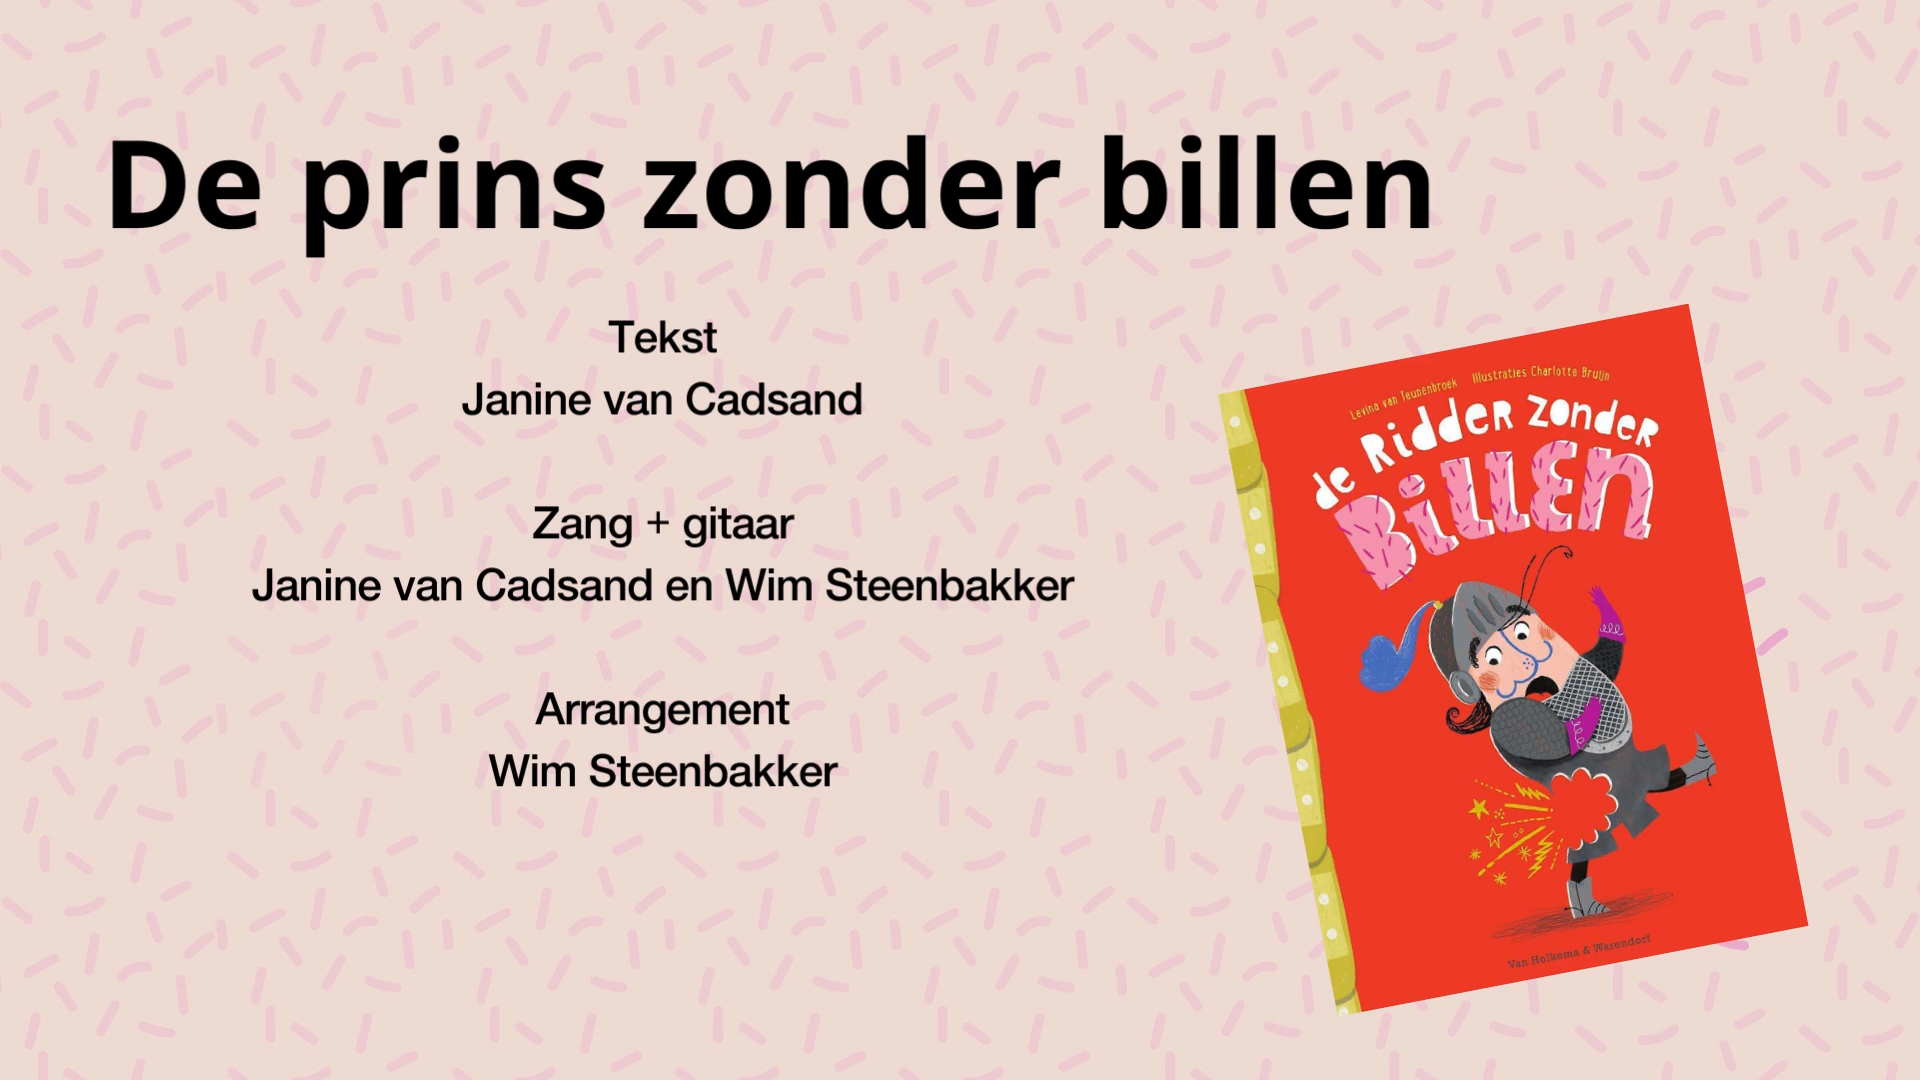 De prins zonder billen
Tekst
Janine van Cadsand
Zang + gitaar
Janine van Cadsand en Wim Steenbakker
Arrangement
Wim Steenbakker
Levina van Teunenbroek Illustraties Charlotte Bruijn
de Ridder zonder
BiLLEn
Van Holkema & Warendorf